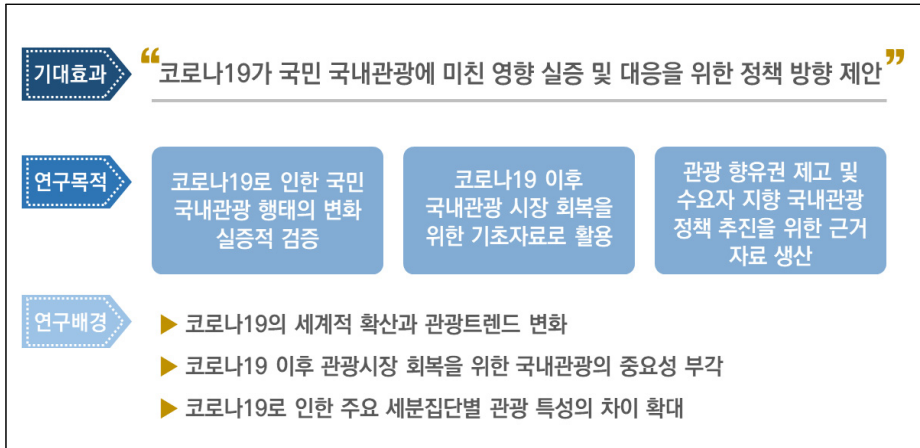 기대효과
“코로나19가 국민 국내관광에 미친 영향 실증 및 대응을 위한 정책 방향 제안”
연구목적
코로나19로 인한 국민
국내관광 행태의 변화
실증적 검증
코로나19 이후
국내관광 시장 회복을
위한 기초자료로 활용
관광 향유권 제고 및
수요자 지향 국내관광
정책 추진을 위한 근거
자료 생산
연구배경
▶ 코로나19의 세계적 확산과 관광트렌드 변화
▶ 코로나19 이후 관광시장 회복을 위한 국내관광의 중요성 부각
▶ 코로나19로 인한 주요 세분집단별 관광 특성의 차이 확대